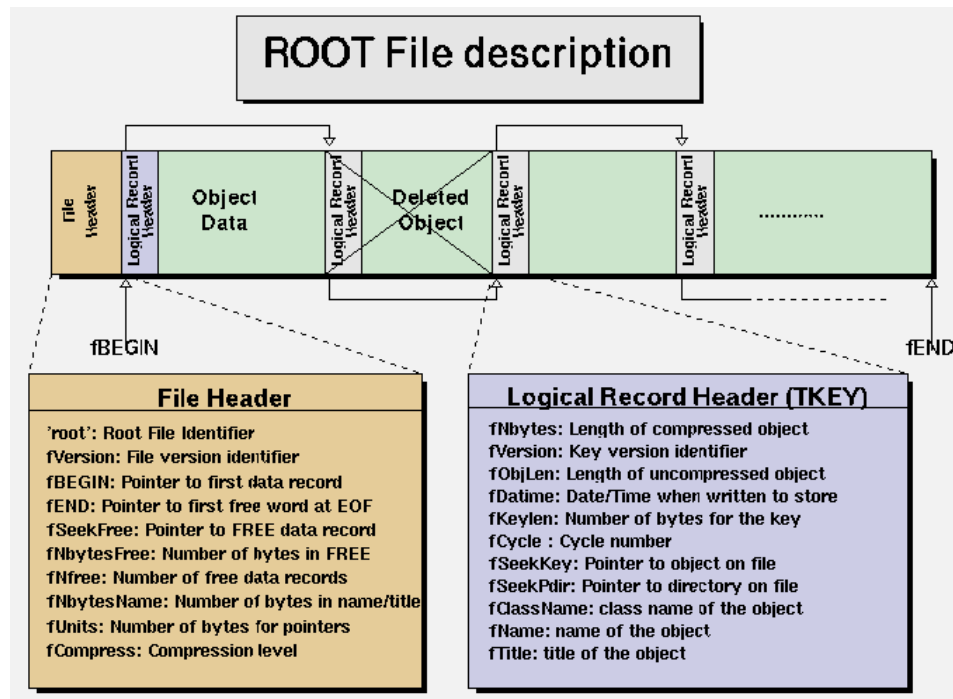 ROOT File description
File
Header
Logical Record
Header
Object
Data
Logical Record
Header
Deleted
Object
Logical Record
Header
Logical Record
Header
............
fBEGIN
fEND
File Header
'root': Root File Identifier
fVersion: File version identifier
fBEGIN: Pointer to first data record
fEND: Pointer to first free word at EOF
fSeekFree: Pointer to FREE data record
fNbytesFree: Number of bytes in FREE
fNfree: Number of free data records
fNbytesName: Number of bytes in name/title
fUnits: Number of bytes for pointers
fCompress: Compression level
Logical Record Header (TKEY)
fNbytes: Length of compressed object
fVersion: Key version identifier
fObjLen: Length of uncompressed object
fDatime: Date/Time when written to store
fKeylen: Number of bytes for the key
fCycle : Cycle number
fSeekKey: Pointer to object on file
fSeekPdir: Pointer to directory on file
fClassName: class name of the object
fName: name of the object
fTitle: title of the object